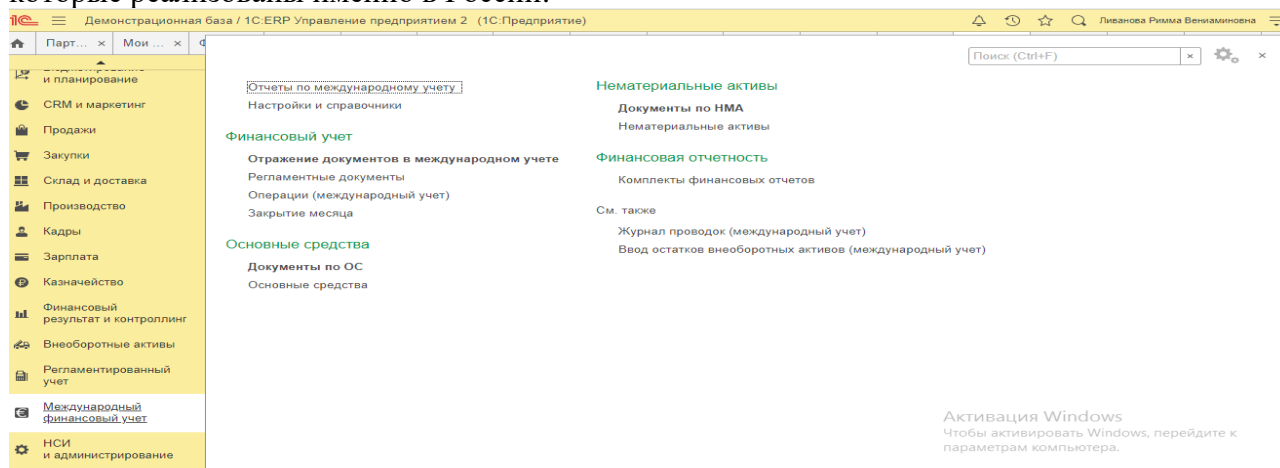 которые реализованы именно в России.
Демонстрационная база / 1С:ERP Управление предприятием 2 (1С:Предприятие)
Ливанова Римма Вениаминовна
Парт... ×
Мои ... ×
Поиск (Ctrl+F)
и планирование
CRM и маркетинг
Продажи
Закупки
Склад и доставка
Производство
Кадры
Зарплата
Казначейство
Финансовый
результат и контроллинг
Внеоборотные активы
Регламентированный
учет
Международный
финансовый учет
НСИ
и администрирование
Отчеты по международному учету
Настройки и справочники
Финансовый учет
Отражение документов в международном учете
Регламентные документы
Операции (международный учет)
Закрытие месяца
Основные средства
Документы по ОС
Основные средства
Нематериальные активы
Документы по НМА
Нематериальные активы
Финансовая отчетность
Комплекты финансовых отчетов
См. также
Журнал проводок (международный учет)
Ввод остатков внеоборотных активов (международный учет)
Активация Windows
Чтобы активировать Windows, перейдите к
параметрам компьютера.